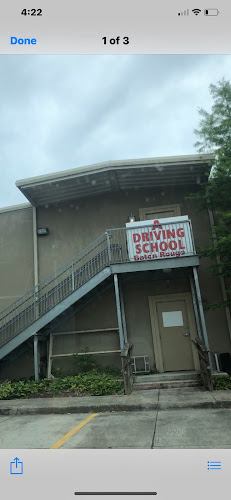 4:22
Done
1 of 3
A
DRIVING
SCHOOL
Baton Rouge